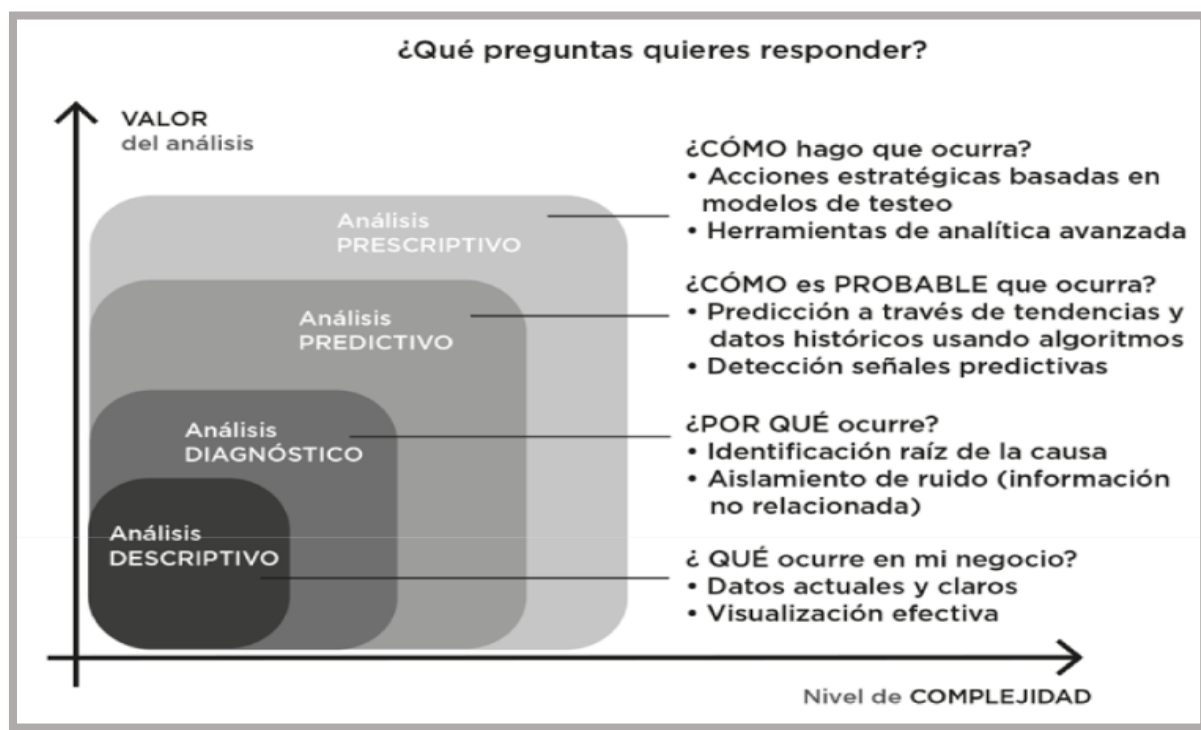 ¿Qué preguntas quieres responder?
VALOR
del análisis
Análisis
PRESCRIPTIVO
¿CÓMO hago que ocurra?
• Acciones estratégicas basadas en
modelos de testeo
• Herramientas de analítica avanzada
Análisis
PREDICTIVO
¿CÓMO es PROBABLE que ocurra?
• Predicción a través de tendencias y
datos históricos usando algoritmos
• Detección señales predictivas
Análisis
DIAGNÓSTICO
¿POR QUÉ ocurre?
• Identificación raíz de la causa
• Aislamiento de ruido (información
no relacionada)
Análisis
DESCRIPTIVO
¿ QUÉ ocurre en mi negocio?
• Datos actuales y claros
• Visualización efectiva
Nivel de COMPLEJIDAD